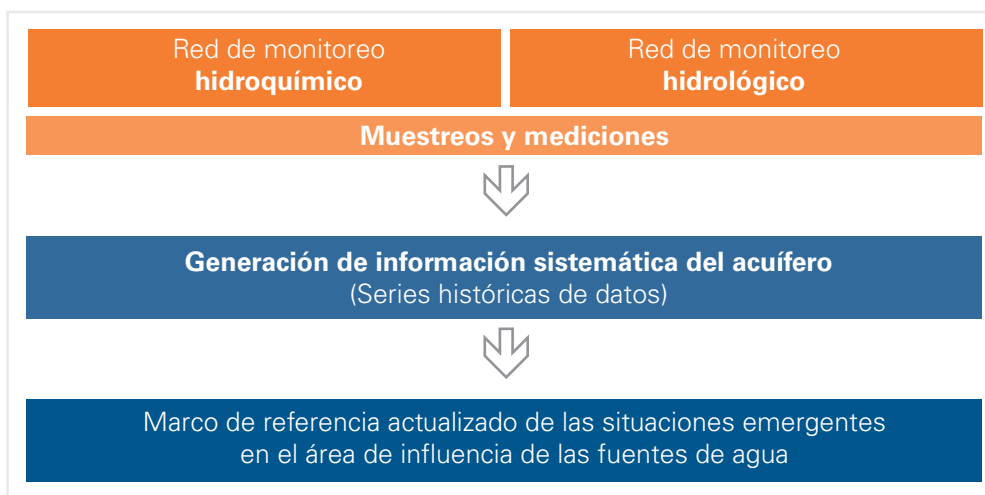 Red de monitoreo
hidroquímico
Red de monitoreo
hidrológico
Muestreos y mediciones
Generación de información sistemática del acuífero
(Series históricas de datos)
Marco de referencia actualizado de las situaciones emergentes
en el área de influencia de las fuentes de agua